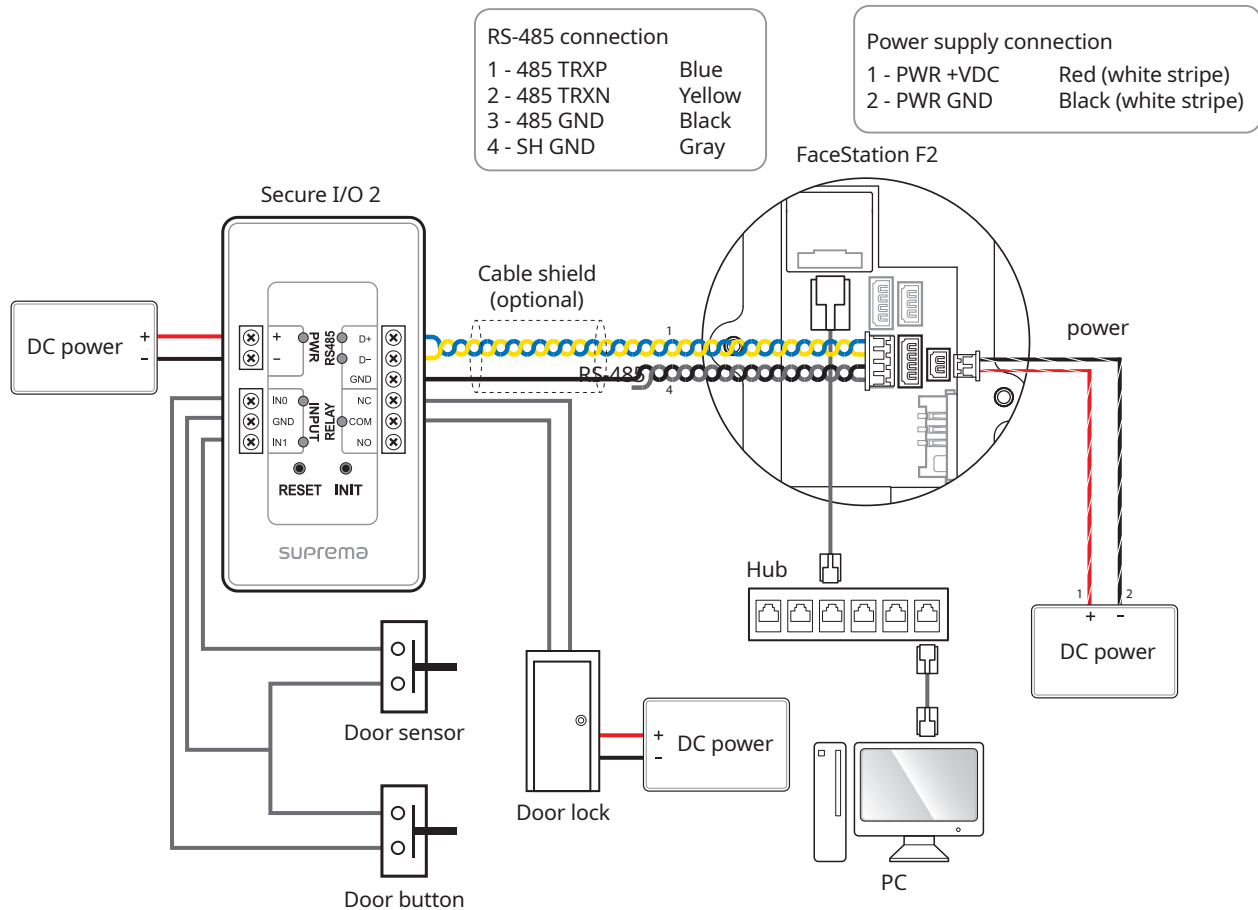 RS-485 connection
1 - 485 TRXP Blue
2 - 485 TRXN Yellow
3 - 485 GND Black
4 - SH GND Gray
Power supply connection
1 - PWR +VDC Red (white stripe)
2 - PWR GND Black (white stripe)
FaceStation F2
Secure I/O 2
Cable shield
(optional)
DC power
+
-
+
-
PWR
RS485
D+
D-
GND
IN0
GND
IN1
INPUT
RELAY
NC
COM
NO
RESET INIT
suprema
1
RS-485
4
power
Hub
1 2
+ -
DC power
Door sensor
Door lock
+
-
DC power
Door button
PC